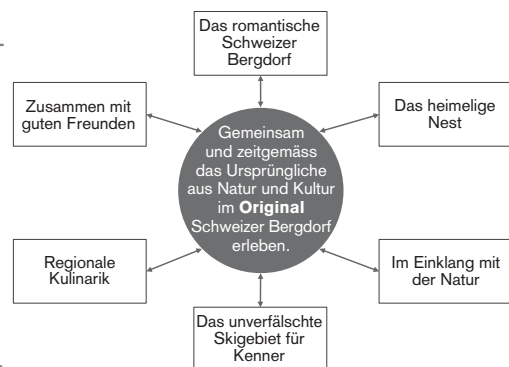 Das romantische
Schweizer
Bergdorf
Zusammen mit
guten Freunden
Das heimelige
Nest
Gemeinsam
und zeitgemäss
das Ursprüngliche
aus Natur und Kultur
im Original
Schweizer Bergdorf
erleben.
Regionale
Kulinarik
Im Einklang mit
der Natur
Das unverfälschte
Skigebiet für
Kenner